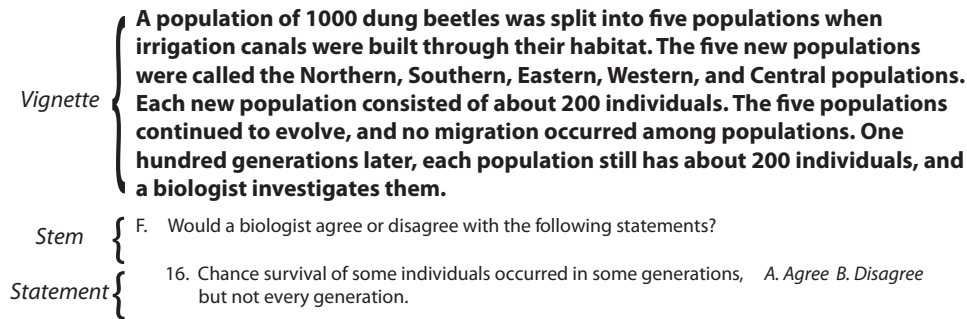 A population of 1000 dung beetles was split into five populations when
irrigation canals were built through their habitat. The five new populations
were called the Northern, Southern, Eastern, Western, and Central populations.
Vignette
Each new population consisted of about 200 individuals. The five populations
continued to evolve, and no migration occurred among populations. One
hundred generations later, each population still has about 200 individuals, and
a biologist investigates them.
Stem
F. Would a biologist agree or disagree with the following statements?
Statement
16. Chance survival of some individuals occurred in some generations, A. Agree B. Disagree
but not every generation.